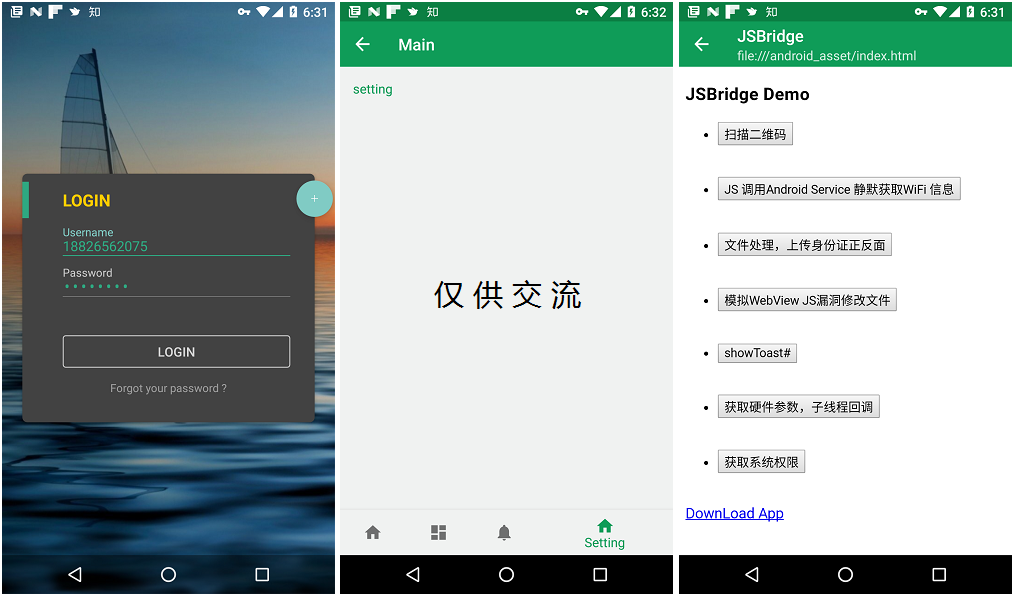 知 6:31
LOGIN
+
Username
18826562075
Password
LOGIN
Forgot your password ?
知 6:32
Main
setting
仅供交流
Setting
知 6:31
JSBridge
file:///android_asset/index.html
JSBridge Demo
扫描二维码
JS 调用Android Service 静默获取WiFi 信息
文件处理，上传身份证正反面
模拟WebView JS漏洞修改文件
showToast#
获取硬件参数，子线程回调
获取系统权限
DownLoad App